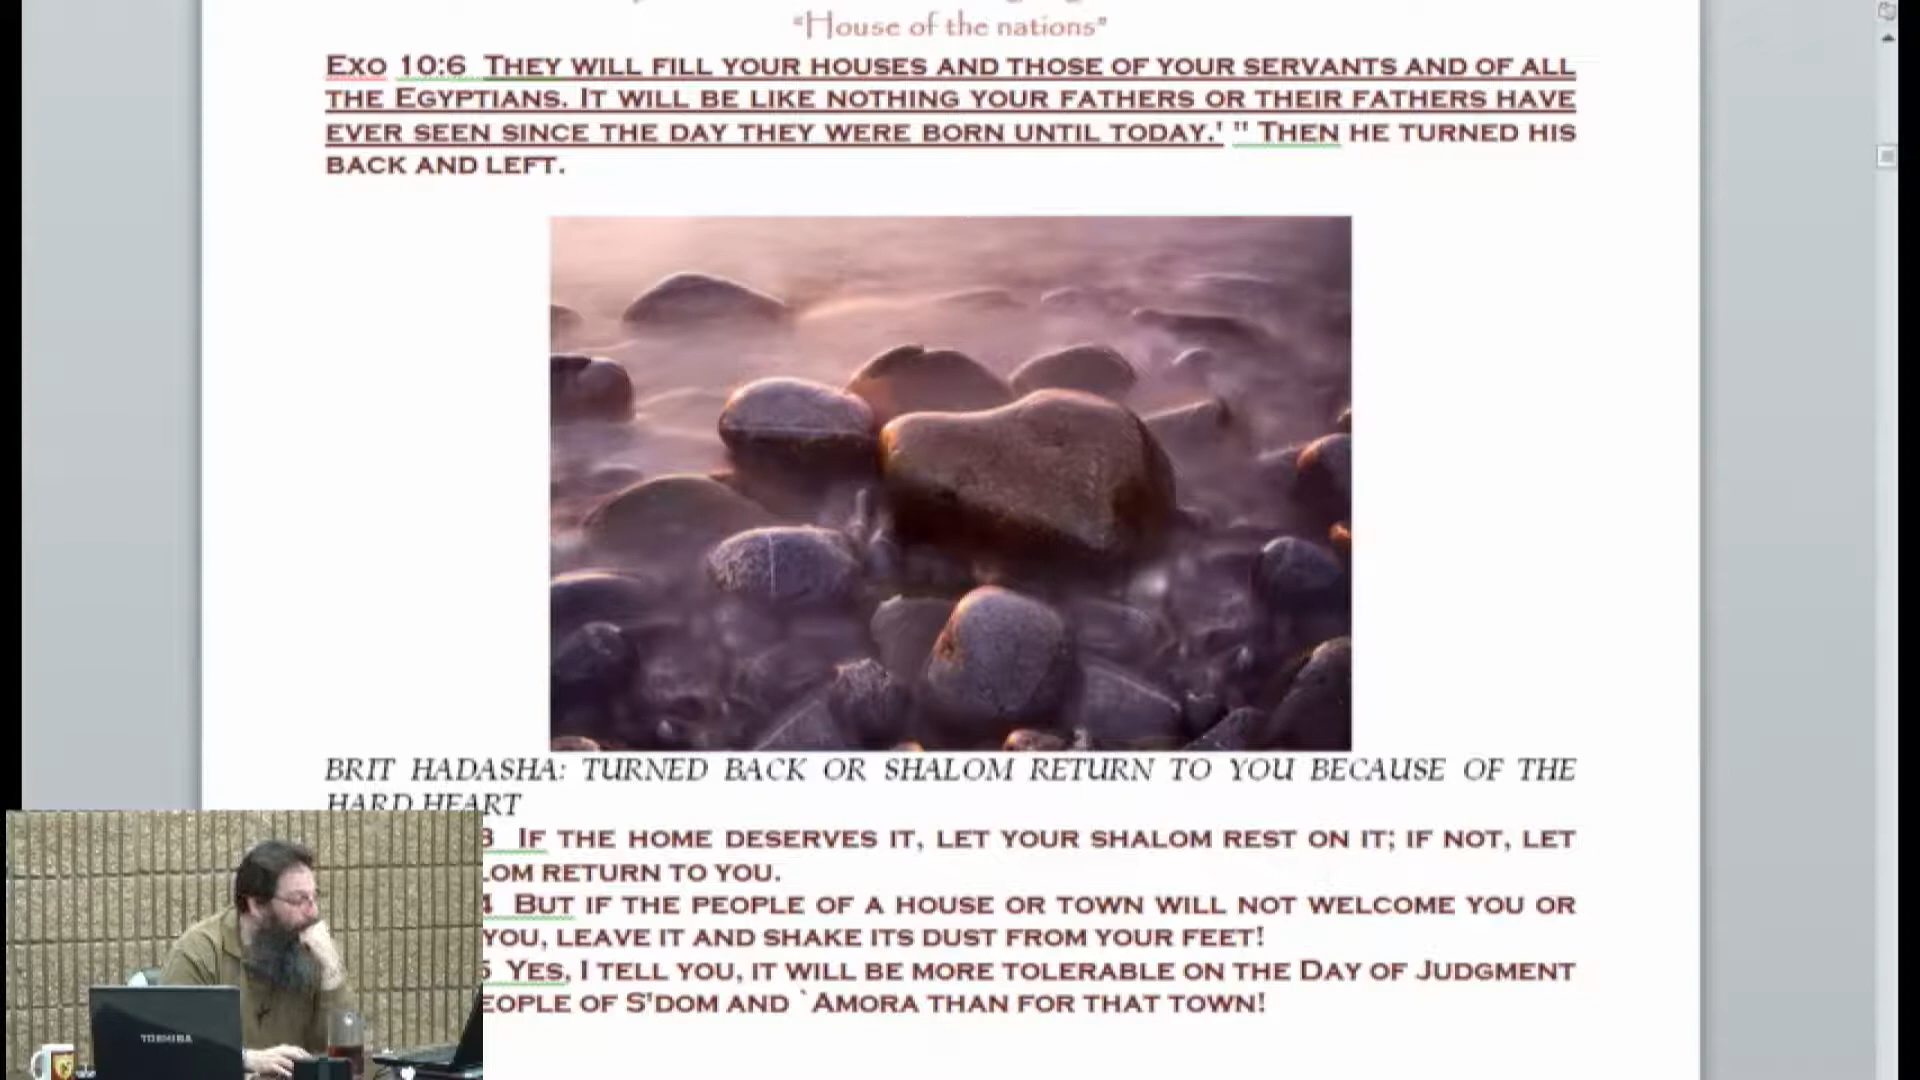 "House of the nations"
Exo 10:6 They will fill your houses and those of your servants and of all
the Egyptians. It will be like nothing your fathers or their fathers have
ever seen since the day they were born until today.' " Then he turned his
back and left.
BRIT HADASHA: TURNED BACK OR SHALOM RETURN TO YOU BECAUSE OF THE
HARD HEART
3 If the home deserves it, let your shalom rest on it; if not, let
lom return to you.
4 But if the people of a house or town will not welcome you or
you, leave it and shake its dust from your feet!
5 Yes, I tell you, it will be more tolerable on the Day of Judgment
eople of S'dom and `Amora than for that town!
TOSHIBA